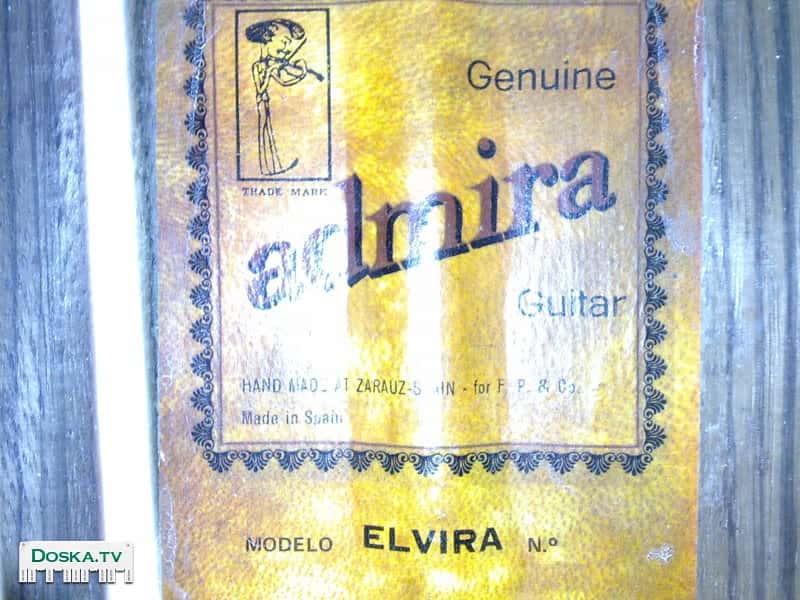 Genuine
TRADE MARK
admira
Guitar
HAND ZARAUZ - for & Co.
Made in Spain
MODELO ELVIRA N.º
DOSKA.TV